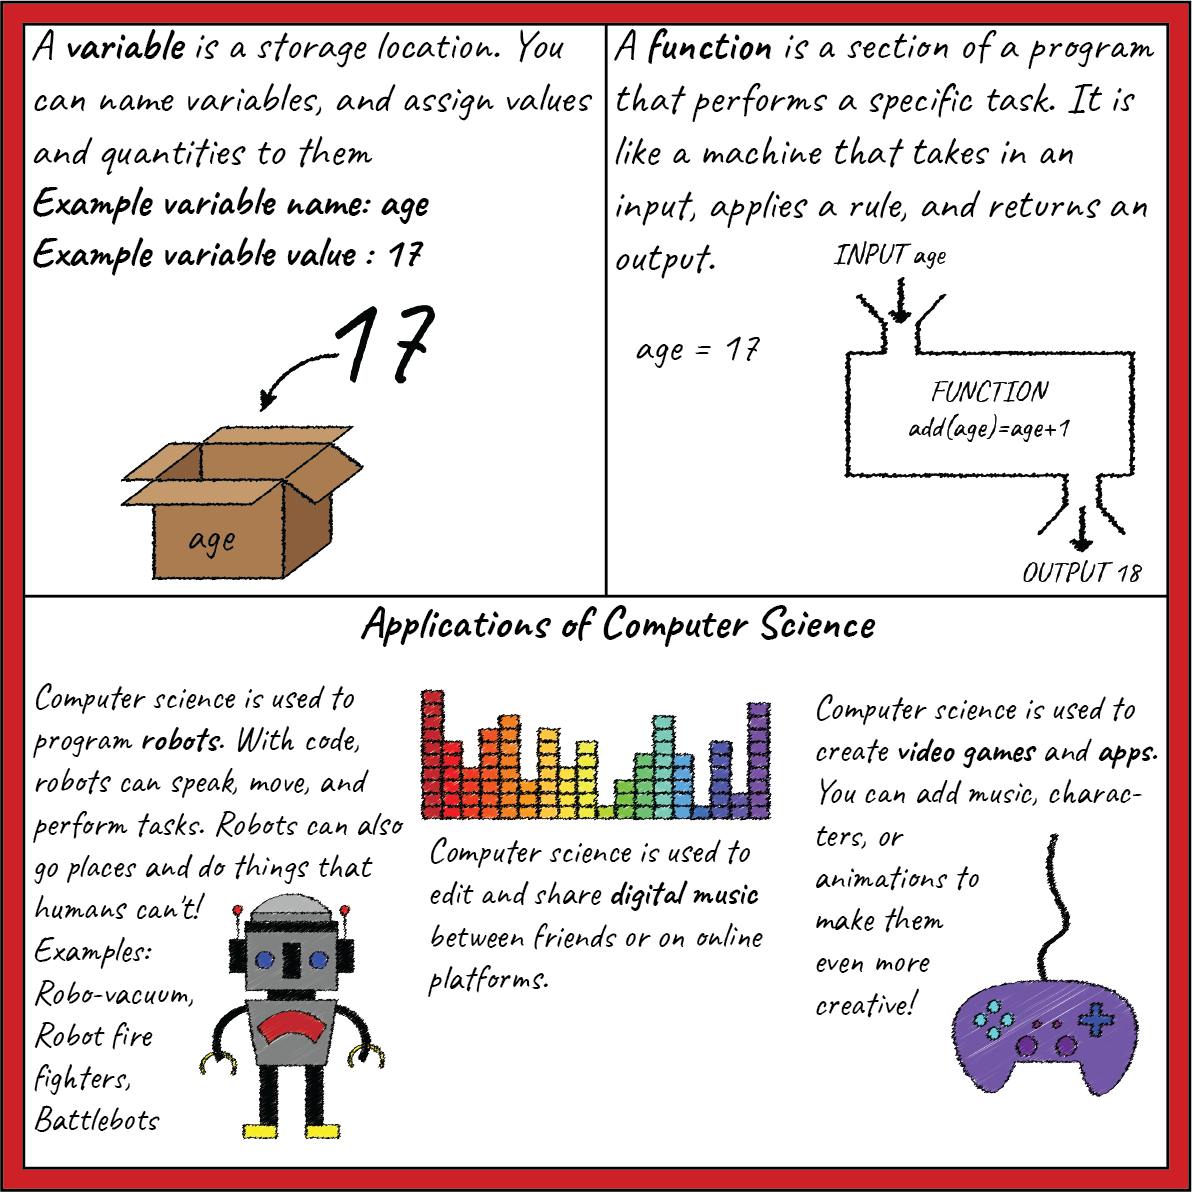 A variable is a storage location. You
can name variables, and assign values
and quantities to them
Example variable name: age
Example variable value : 17
17
age
A function is a section of a program
that performs a specific task. It is
like a machine that takes in an
input, applies a rule, and returns an
output.
INPUT age
age = 17
FUNCTION
add(age)=age+1
OUTPUT 18
Applications of Computer Science
Computer science is used to
program robots. With code,
robots can speak, move, and
perform tasks. Robots can also
go places and do things that
humans can't!
Examples:
Robo-vacuum,
Robot fire
fighters,
Battlebots
Computer science is used to
edit and share digital music
between friends or on online
platforms.
Computer science is used to
create video games and apps.
You can add music, charac-
ters, or
animations to
make them
even more
creative!